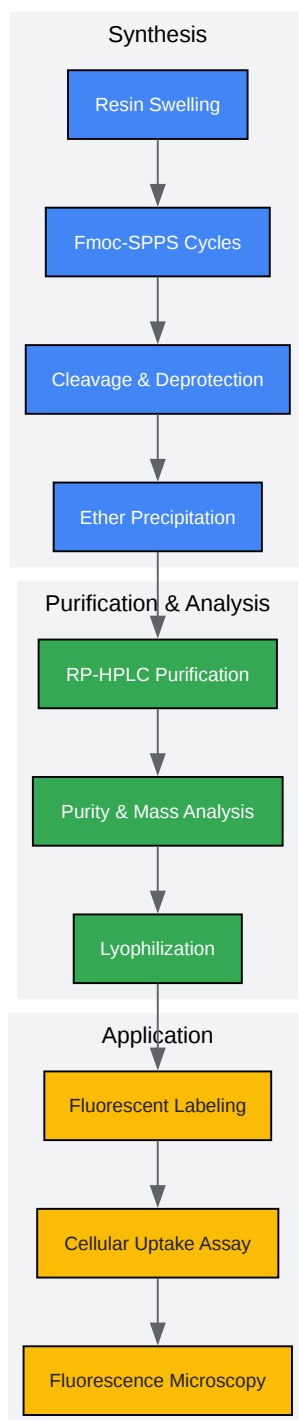 Synthesis
Resin Swelling
Fmoc-SPPS Cycles
Cleavage & Deprotection
Ether Precipitation
Purification & Analysis
RP-HPLC Purification
Purity & Mass Analysis
Lyophilization
Application
Fluorescent Labeling
Cellular Uptake Assay
Fluorescence Microscopy